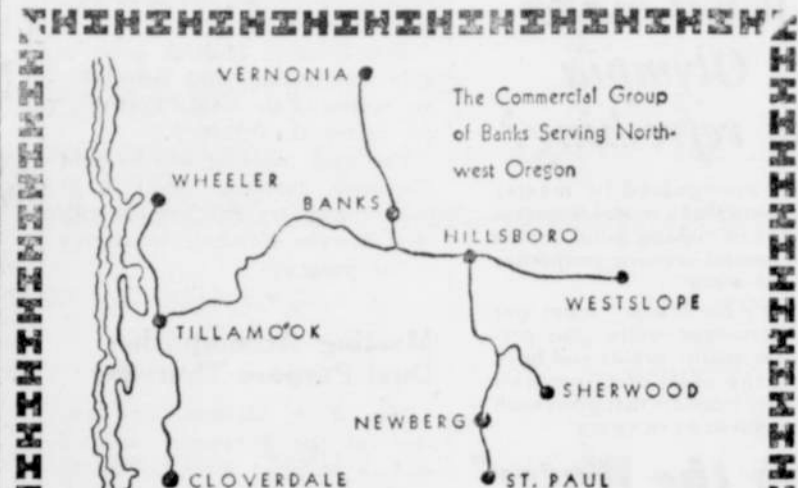 VERNONIA
The Commercial Group
of Banks Serving North-
west Oregon
WHEELER
BANKS
HILLSBORO
WESTSLOPE
TILLAMOOK
SHERWOOD
NEWBERG
CLOVERDALE
ST. PAUL